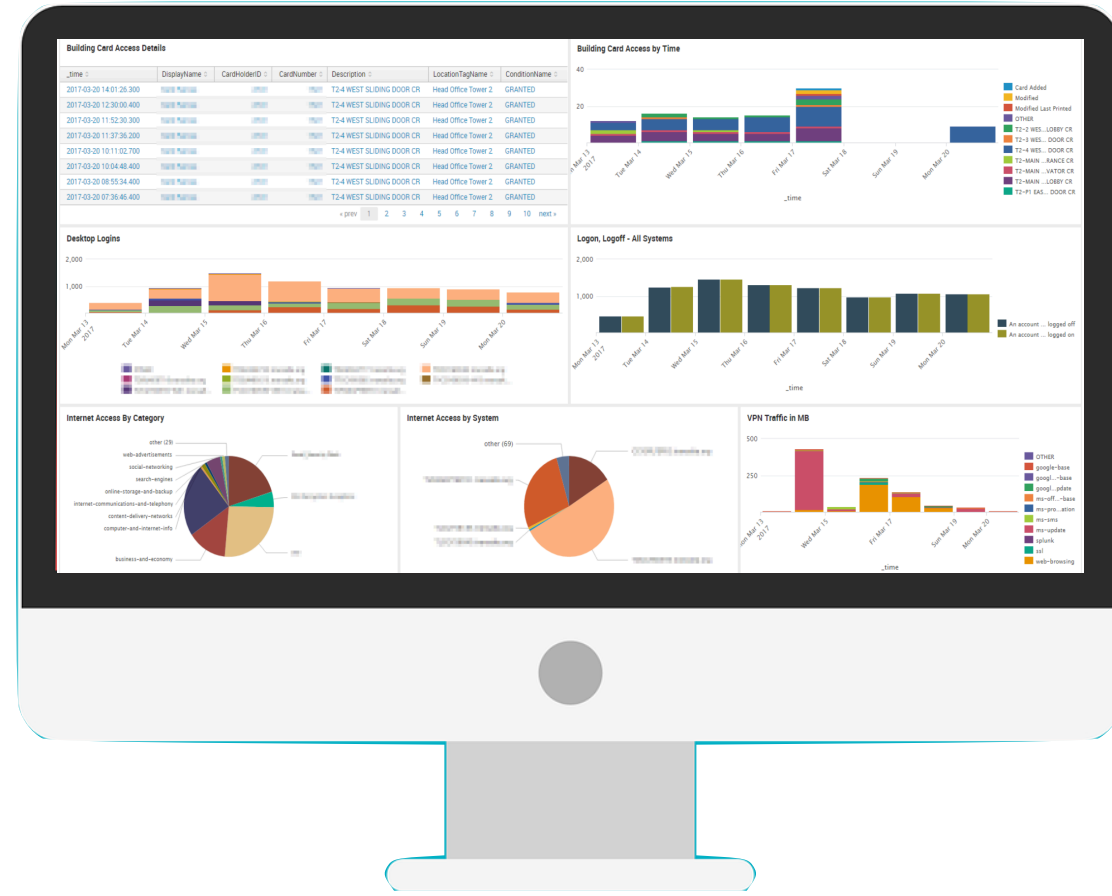 Building Card Access Details
_time DisplayName CardHolderID CardNumber Description LocationTagName ConditionName
2017-03-20 14:01:26.300 T2-4 WEST SLIDING DOOR CR Head Office Tower 2 GRANTED
2017-03-20 12:30:00.400 T2-4 WEST SLIDING DOOR CR Head Office Tower 2 GRANTED
2017-03-20 11:52:30.300 T2-4 WEST SLIDING DOOR CR Head Office Tower 2 GRANTED
2017-03-20 11:37:36.200 T2-4 WEST SLIDING DOOR CR Head Office Tower 2 GRANTED
2017-03-20 10:11:02.700 T2-4 WEST SLIDING DOOR CR Head Office Tower 2 GRANTED
2017-03-20 10:04:48.400 T2-4 WEST SLIDING DOOR CR Head Office Tower 2 GRANTED
2017-03-20 08:55:34.400 T2-4 WEST SLIDING DOOR CR Head Office Tower 2 GRANTED
2017-03-20 07:36:46.400 T2-4 WEST SLIDING DOOR CR Head Office Tower 2 GRANTED
« prev 1 2 3 4 5 6 7 8 9 10 next »
Building Card Access by Time
40
20
Mon Mar 13
2017
Tue Mar 14
Wed Mar 15
Thu Mar 16
Fri Mar 17
Sat Mar 18
Sun Mar 19
Mon Mar 20
_time
Card Added
Modified
Modified Last Printed
OTHER
T2-2 WES...LOBBY CR
T2-3 WES... DOOR CR
T2-4 WES... DOOR CR
T2-MAIN ...RANCE CR
T2-MAIN ...VATOR CR
T2-MAIN ...LOBBY CR
T2-P1 EAS... DOOR CR
Desktop Logins
2,000
1,000
Mon Mar 13
2017
Tue Mar 14
Wed Mar 15
Thu Mar 16
Fri Mar 17
Sat Mar 18
Sun Mar 19
Mon Mar 20
Logon, Logoff - All Systems
2,000
1,000
Mon Mar 13
2017
Tue Mar 14
Wed Mar 15
Thu Mar 16
Fri Mar 17
Sat Mar 18
Sun Mar 19
Mon Mar 20
_time
An account ... logged off
An account ... logged on
Internet Access By Category
other (29)
web-advertisements
social-networking
search-engines
online-storage-and-backup
internet-communications-and-telephony
content-delivery-networks
computer-and-internet-info
business-and-economy
Internet Access by System
other (69)
VPN Traffic in MB
500
250
Mon Mar 13
2017
Wed Mar 15
Fri Mar 17
Sun Mar 19
Mon Mar 20
_time
OTHER
google-base
googl...-base
googl...pdate
ms-off...-base
ms-pro...ation
ms-sms
ms-update
splunk
ssl
web-browsing